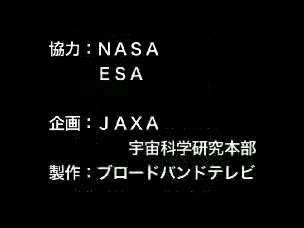 協力：ＮＡＳＡ
ＥＳＡ
企画：ＪＡＸＡ
宇宙科学研究本部
製作：ブロードバンドテレビ